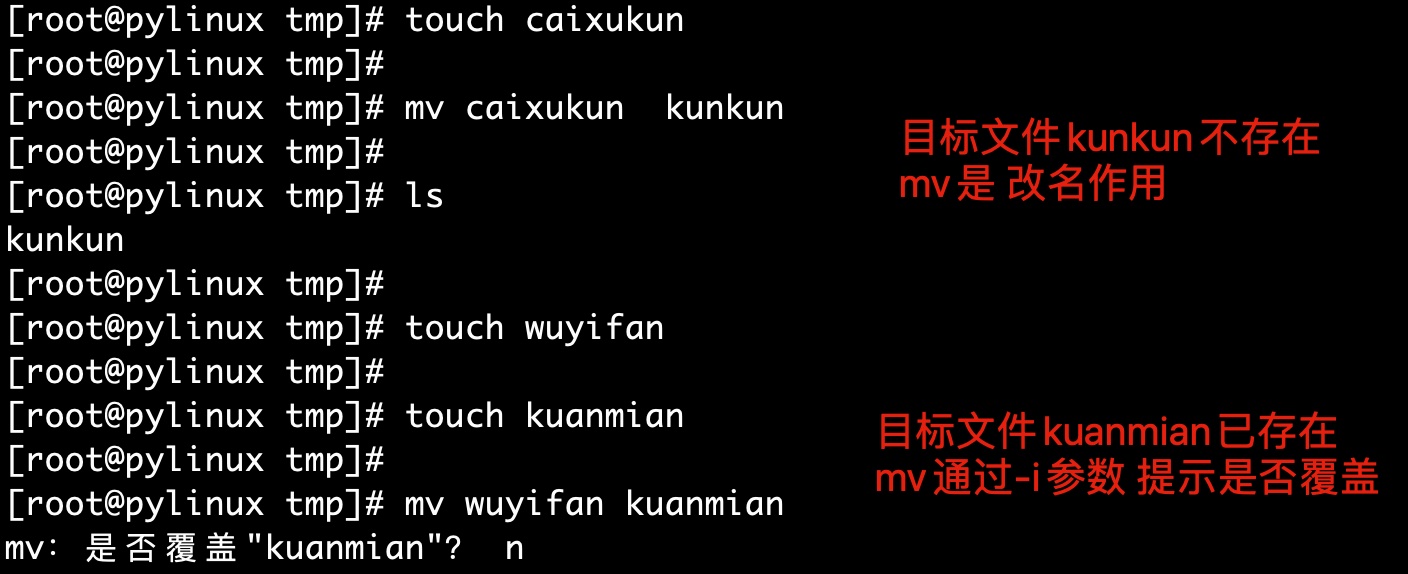 [root@pylinux tmp]# touch caixukun
[root@pylinux tmp]#
[root@pylinux tmp]# mv caixukun  kunkun
目标文件kunkun不存在
[root@pylinux tmp]#
mv是 改名作用
[root@pylinux tmp]# ls
kunkun
[root@pylinux tmp]#
[root@pylinux tmp]# touch wuyifan
[root@pylinux tmp]#
[root@pylinux tmp]# touch kuanmian
目标文件kuanmian已存在
[root@pylinux tmp]#
mv通过-i参数 提示是否覆盖
[root@pylinux tmp]# mv wuyifan kuanmian
mv：是否覆盖"kuanmian"？ n